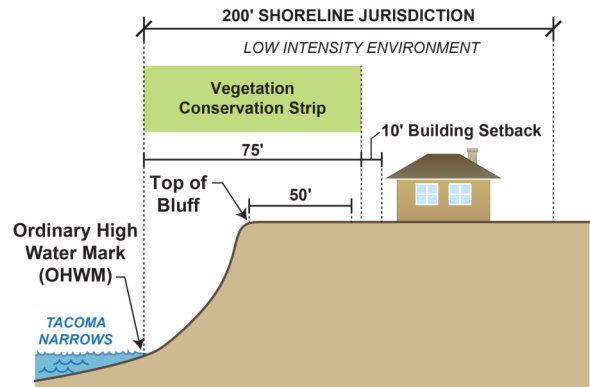 200' SHORELINE JURISDICTION
LOW INTENSITY ENVIRONMENT
Vegetation
Conservation Strip
10' Building Setback
75'
Top of
Bluff
50'
Ordinary High
Water Mark
(OHWM)
TACOMA
NARROWS